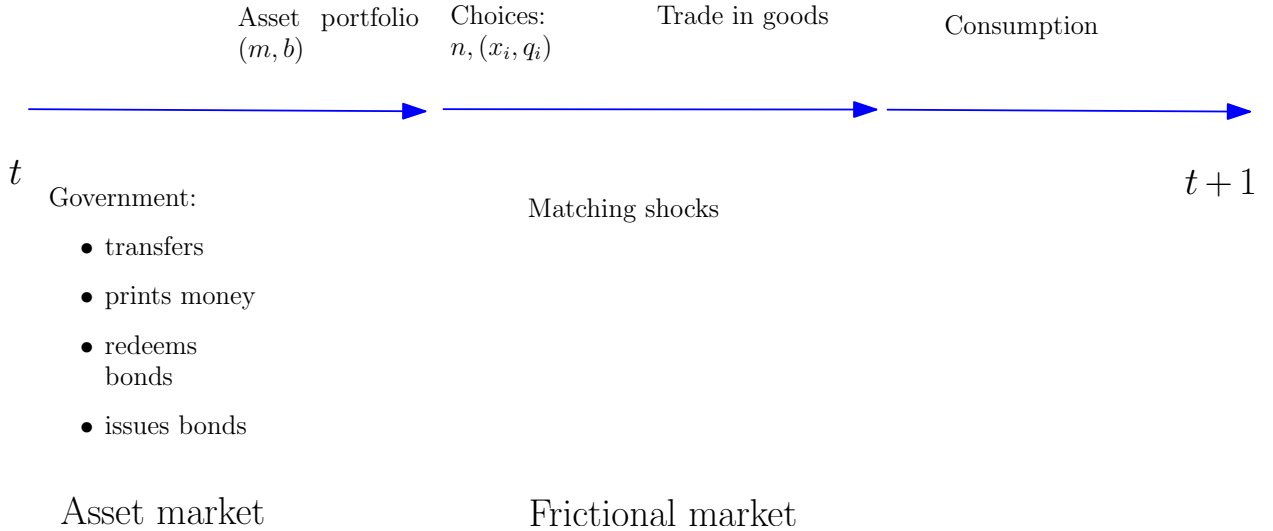 Asset portfolio
(m, b)
Choices:
n, (x_i, q_i)
Trade in goods
Consumption
t
t + 1
Government:
• transfers
• prints money
• redeems
bonds
• issues bonds
Matching shocks
Asset market
Frictional market